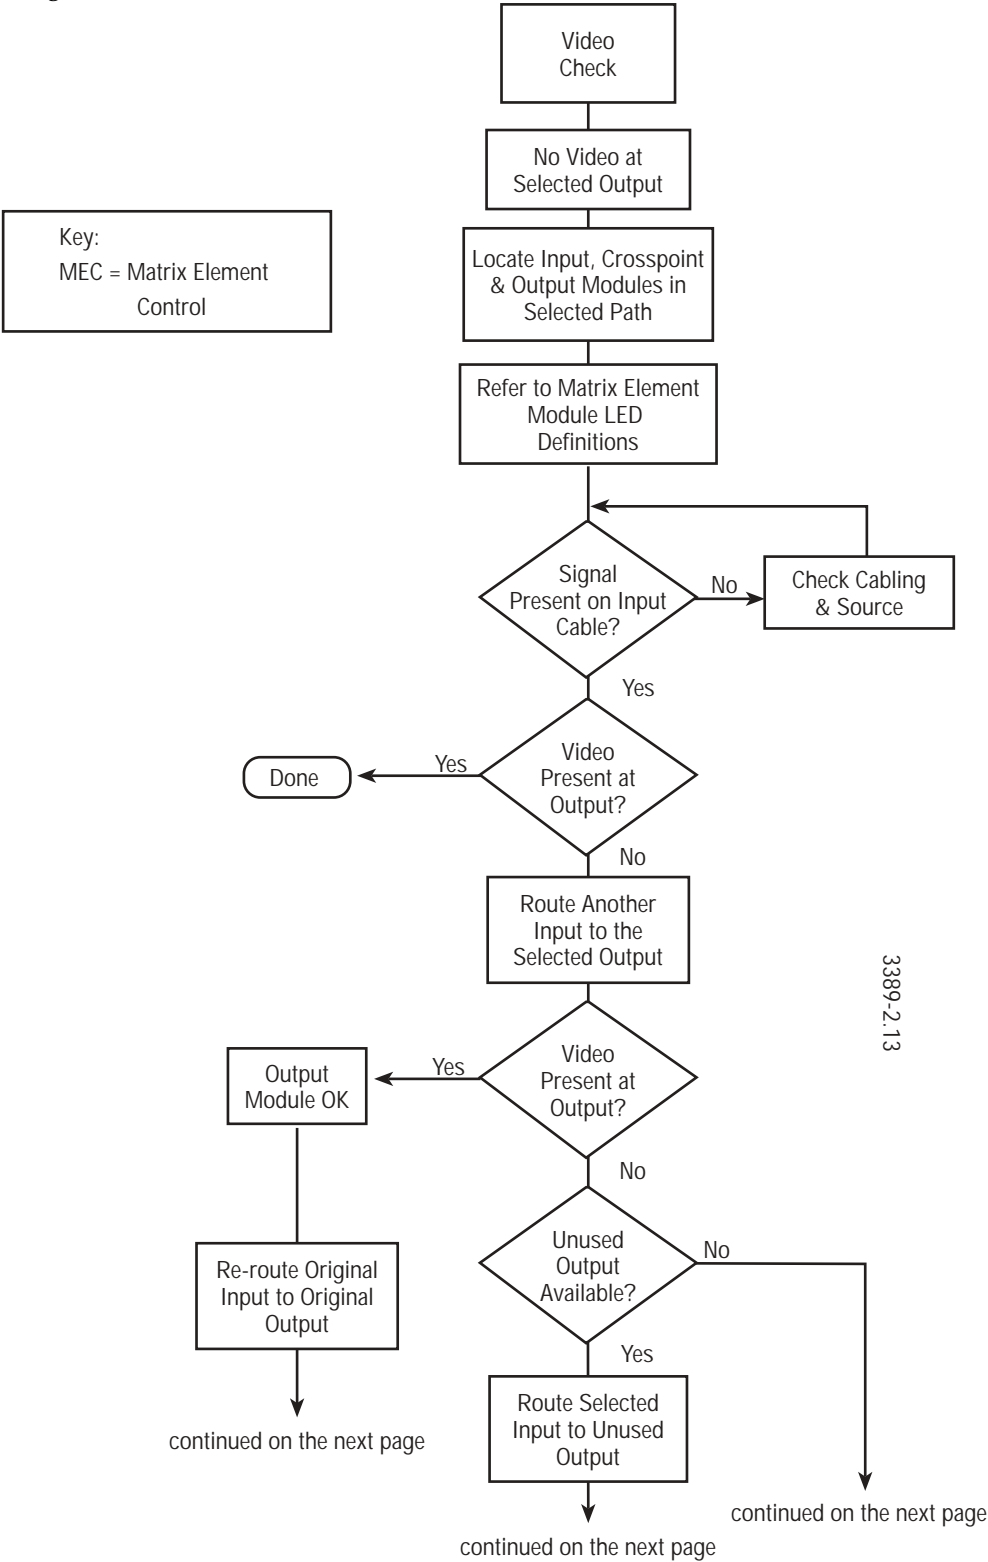 Video
Check
No Video at
Selected Output
Key:
MEC = Matrix Element
Control
Locate Input, Crosspoint
& Output Modules in
Selected Path
Refer to Matrix Element
Module LED
Definitions
Signal
Present on Input
Cable?
No
Check Cabling
& Source
Yes
Video
Present at
Output?
Yes
Done
No
Route Another
Input to the
Selected Output
3389-2.13
Video
Present at
Output?
Yes
Output
Module OK
No
Re-route Original
Input to Original
Output
continued on the next page
Unused
Output
Available?
No
Yes
Route Selected
Input to Unused
Output
continued on the next page
continued on the next page